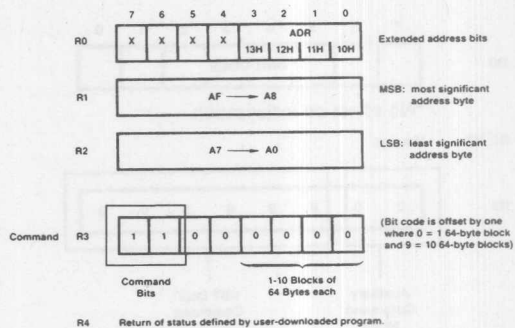 7 6 5 4 3 2 1 0
R0 X X X X ADR Extended address bits
13H 12H 11H 10H
R1 AF → A8 MSB: most significant
address byte
R2 A7 → A0 LSB: least significant
address byte
Command R3 1 1 0 0 0 0 0 0 (Bit code is offset by one
where 0 = 1 64-byte block
and 9 = 10 64-byte blocks)
Command
Bits
1-10 Blocks of
64 Bytes each
R4 Return of status defined by user-downloaded program.